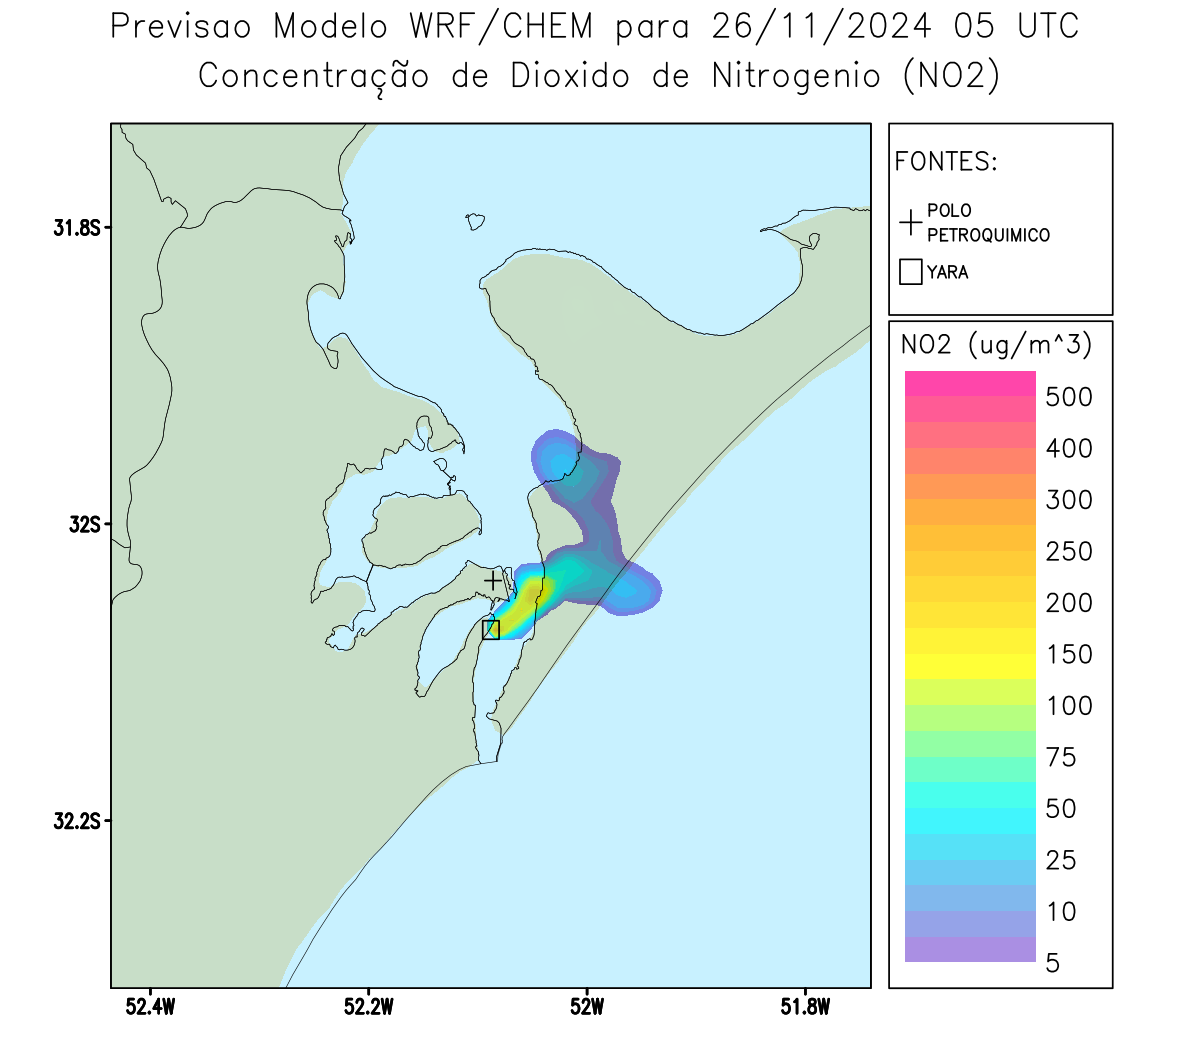 Previsao Modelo WRF/CHEM para 26/11/2024 05 UTC
Concentração de Dioxido de Nitrogenio (NO2)
FONTES:
POLO
PETROQUIMICO
YARA
NO2 (ug/m^3)
500
400
300
250
200
150
100
75
50
25
10
5
31.8S
32S
32.2S
52.4W
52.2W
52W
51.8W